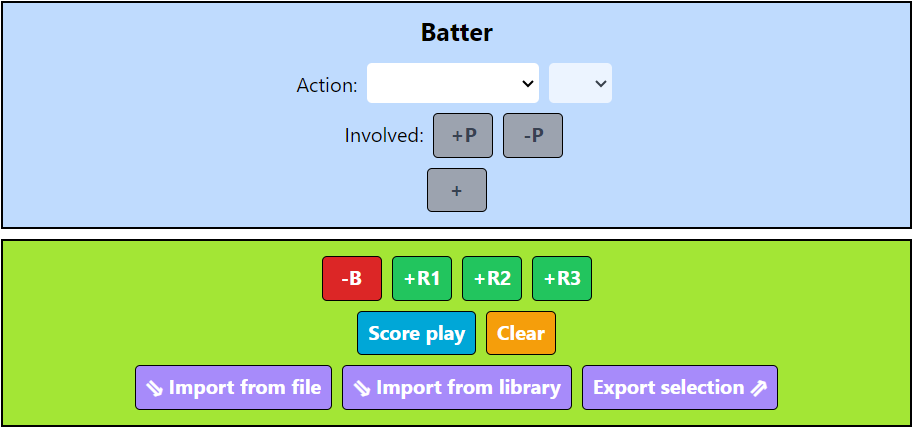 Batter
Action:
Involved: +P -P
+
-B +R1 +R2 +R3
Score play Clear
⇘ Import from file ⇘ Import from library Export selection ⇗